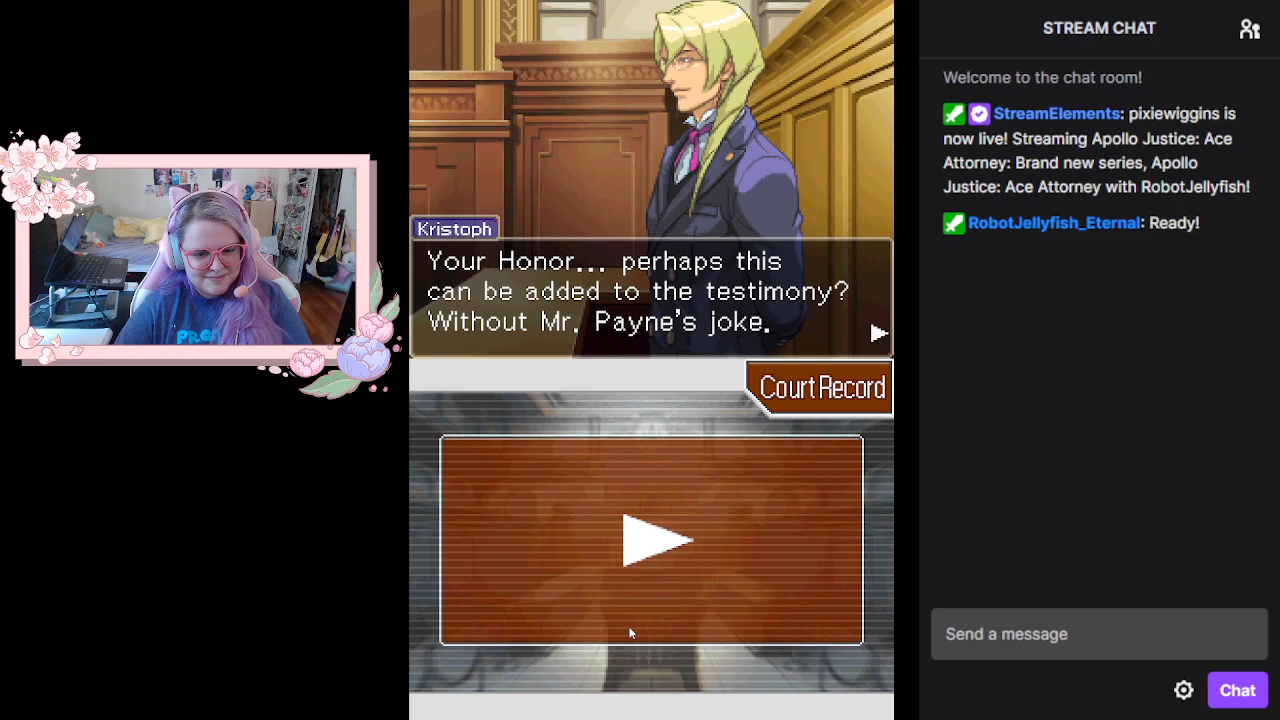 Kristoph
Your Honor... perhaps this
can be added to the testimony?
Without Mr. Payne's joke.
Court Record
STREAM CHAT
Welcome to the chat room!
StreamElements: pixiewiggins is
now live! Streaming Apollo Justice: Ace
Attorney: Brand new series, Apollo
Justice: Ace Attorney with RobotJellyfish!
RobotJellyfish_Eternal: Ready!
Send a message
Chat